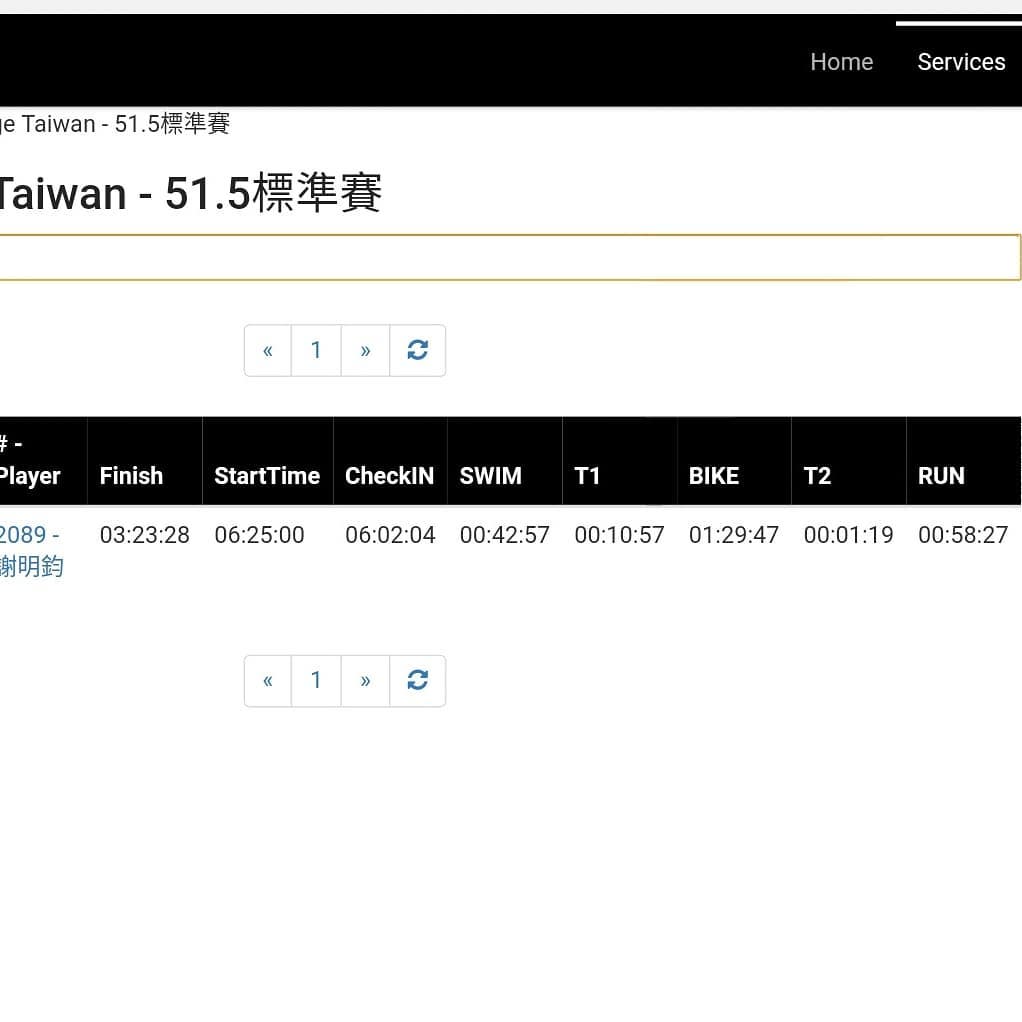 Home Services
ge Taiwan - 51.5標準賽
Taiwan - 51.5標準賽
« 1 »
# -
Player Finish StartTime CheckIN SWIM T1 BIKE T2 RUN
2089 - 03:23:28 06:25:00 06:02:04 00:42:57 00:10:57 01:29:47 00:01:19 00:58:27
謝明鈞
« 1 »